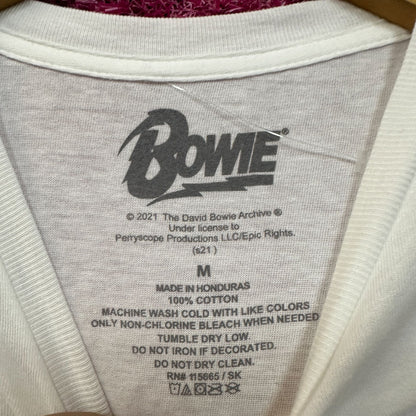 BOWIE®
© 2021 The David Bowie Archive ®
Under license to
Perryscope Productions LLC/Epic Rights.
(s21)
M
MADE IN HONDURAS
100% COTTON
MACHINE WASH COLD WITH LIKE COLORS
ONLY NON-CHLORINE BLEACH WHEN NEEDED
TUMBLE DRY LOW.
DO NOT IRON IF DECORATED.
DO NOT DRY CLEAN.
RN# 115665 / SK